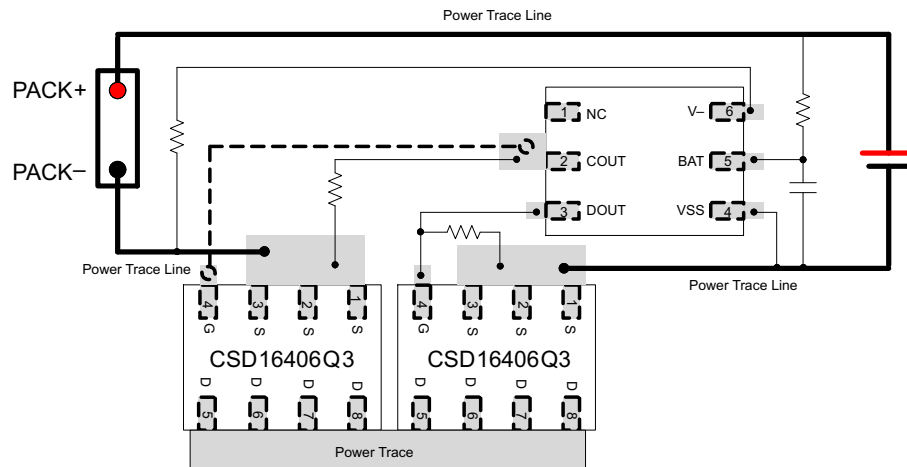 Power Trace Line
PACK+
PACK–
1 NC
V– 6
2 COUT
BAT 5
3 DOUT
VSS 4
Power Trace Line
Power Trace Line
4 3 2 1
G S S S
4 3 2 1
G S S S
CSD16406Q3
CSD16406Q3
D D D D
D D D D
5 6 7 8
5 6 7 8
Power Trace